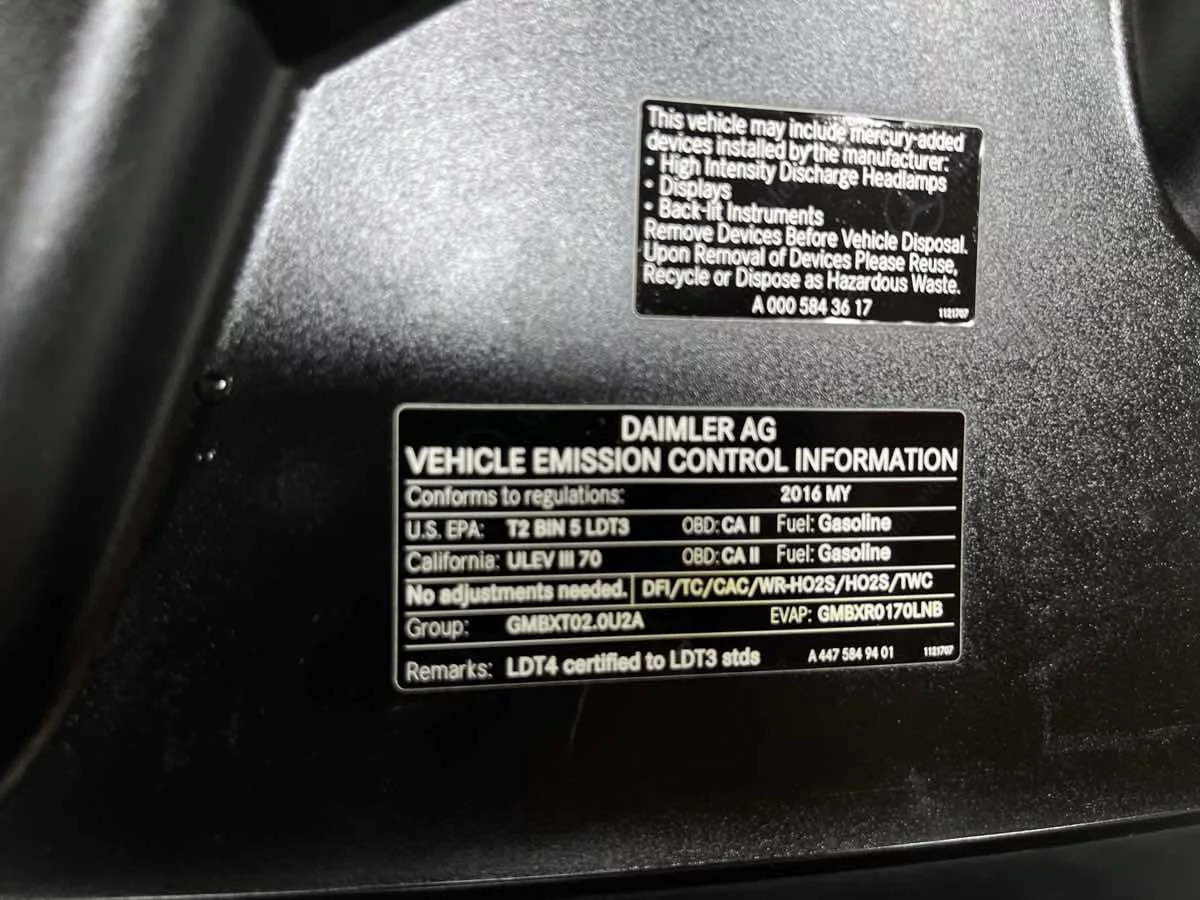 This vehicle may include mercury-added
devices installed by the manufacturer:
• High Intensity Discharge Headlamps
• Displays
• Back-lit Instruments
Remove Devices Before Vehicle Disposal.
Upon Removal of Devices Please Reuse,
Recycle or Dispose as Hazardous Waste.
A 000 584 36 17 1121707
DAIMLER AG
VEHICLE EMISSION CONTROL INFORMATION
Conforms to regulations: 2016 MY
U.S. EPA: T2 BIN 5 LDT3 OBD: CA II Fuel: Gasoline
California: ULEV III 70 OBD: CA II Fuel: Gasoline
No adjustments needed. DFI/TC/CAC/WR-HO2S/HO2S/TWC
Group: GMBXT02.0U2A EVAP: GMBXR0170LNB
Remarks: LDT4 certified to LDT3 stds A 447 584 94 01 1121707